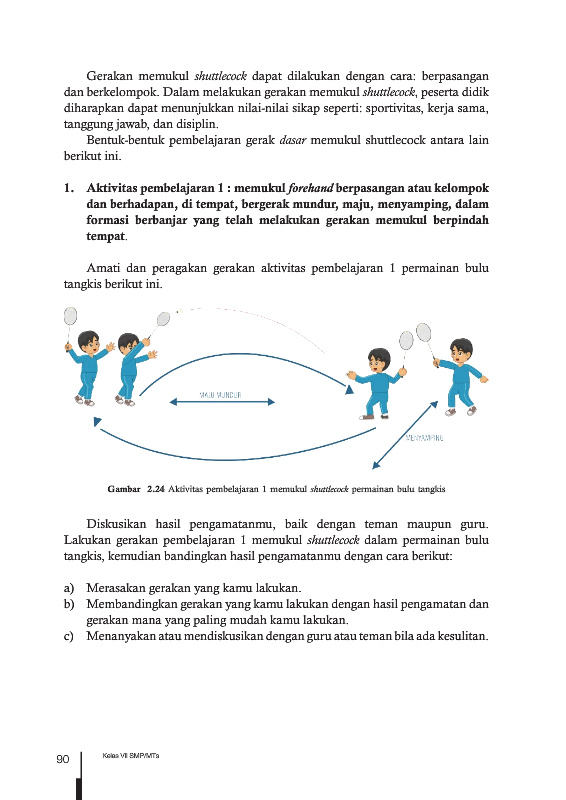 Gerakan memukul shuttlecock dapat dilakukan dengan cara: berpasangan
dan berkelompok. Dalam melakukan gerakan memukul shuttlecock, peserta didik
diharapkan dapat menunjukkan nilai-nilai sikap seperti: sportivitas, kerja sama,
tanggung jawab, dan disiplin.
Bentuk-bentuk pembelajaran gerak dasar memukul shuttlecock antara lain
berikut ini.
1. Aktivitas pembelajaran 1 : memukul forehand berpasangan atau kelompok
dan berhadapan, di tempat, bergerak mundur, maju, menyamping, dalam
formasi berbanjar yang telah melakukan gerakan memukul berpindah
tempat.
Amati dan peragakan gerakan aktivitas pembelajaran 1 permainan bulu
tangkis berikut ini.
MAJU MUNDUR
MENYAMPING
Gambar 2.24 Aktivitas pembelajaran 1 memukul shuttlecock permainan bulu tangkis
Diskusikan hasil pengamatanmu, baik dengan teman maupun guru.
Lakukan gerakan pembelajaran 1 memukul shuttlecock dalam permainan bulu
tangkis, kemudian bandingkan hasil pengamatanmu dengan cara berikut:
a) Merasakan gerakan yang kamu lakukan.
b) Membandingkan gerakan yang kamu lakukan dengan hasil pengamatan dan
gerakan mana yang paling mudah kamu lakukan.
c) Menanyakan atau mendiskusikan dengan guru atau teman bila ada kesulitan.
90
Kelas VII SMP/MTs